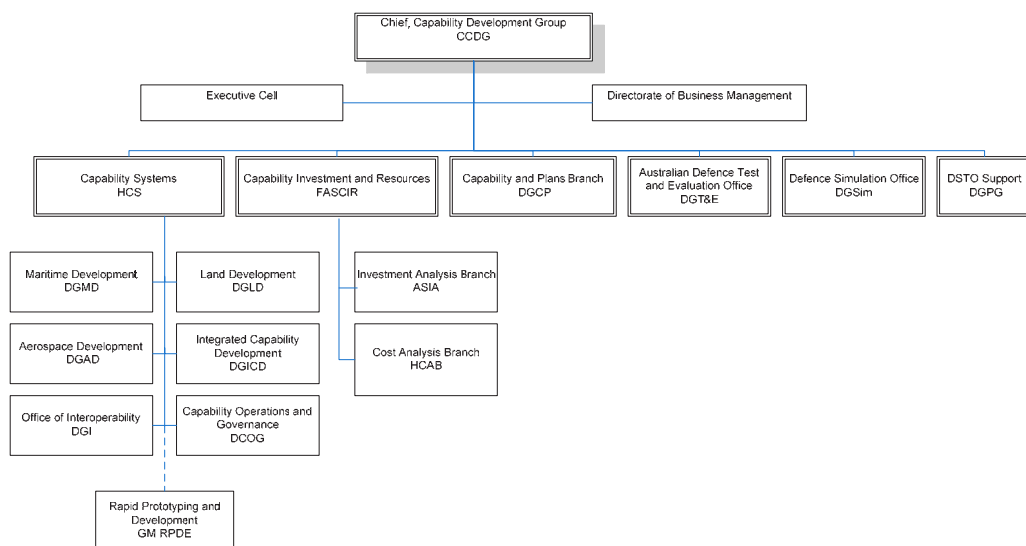 Chief, Capability Development Group
CCDG
Executive Cell
Directorate of Business Management
Capability Systems
HCS
Capability Investment and Resources
FASCIR
Capability and Plans Branch
DGCP
Australian Defence Test
and Evaluation Office
DGT&E
Defence Simulation Office
DGSim
DSTO Support
DGPG
Maritime Development
DGMD
Land Development
DGLD
Investment Analysis Branch
ASIA
Aerospace Development
DGAD
Integrated Capability
Development
DGICD
Cost Analysis Branch
HCAB
Office of Interoperability
DGI
Capability Operations and
Governance
DCOG
Rapid Prototyping and
Development
GM RPDE